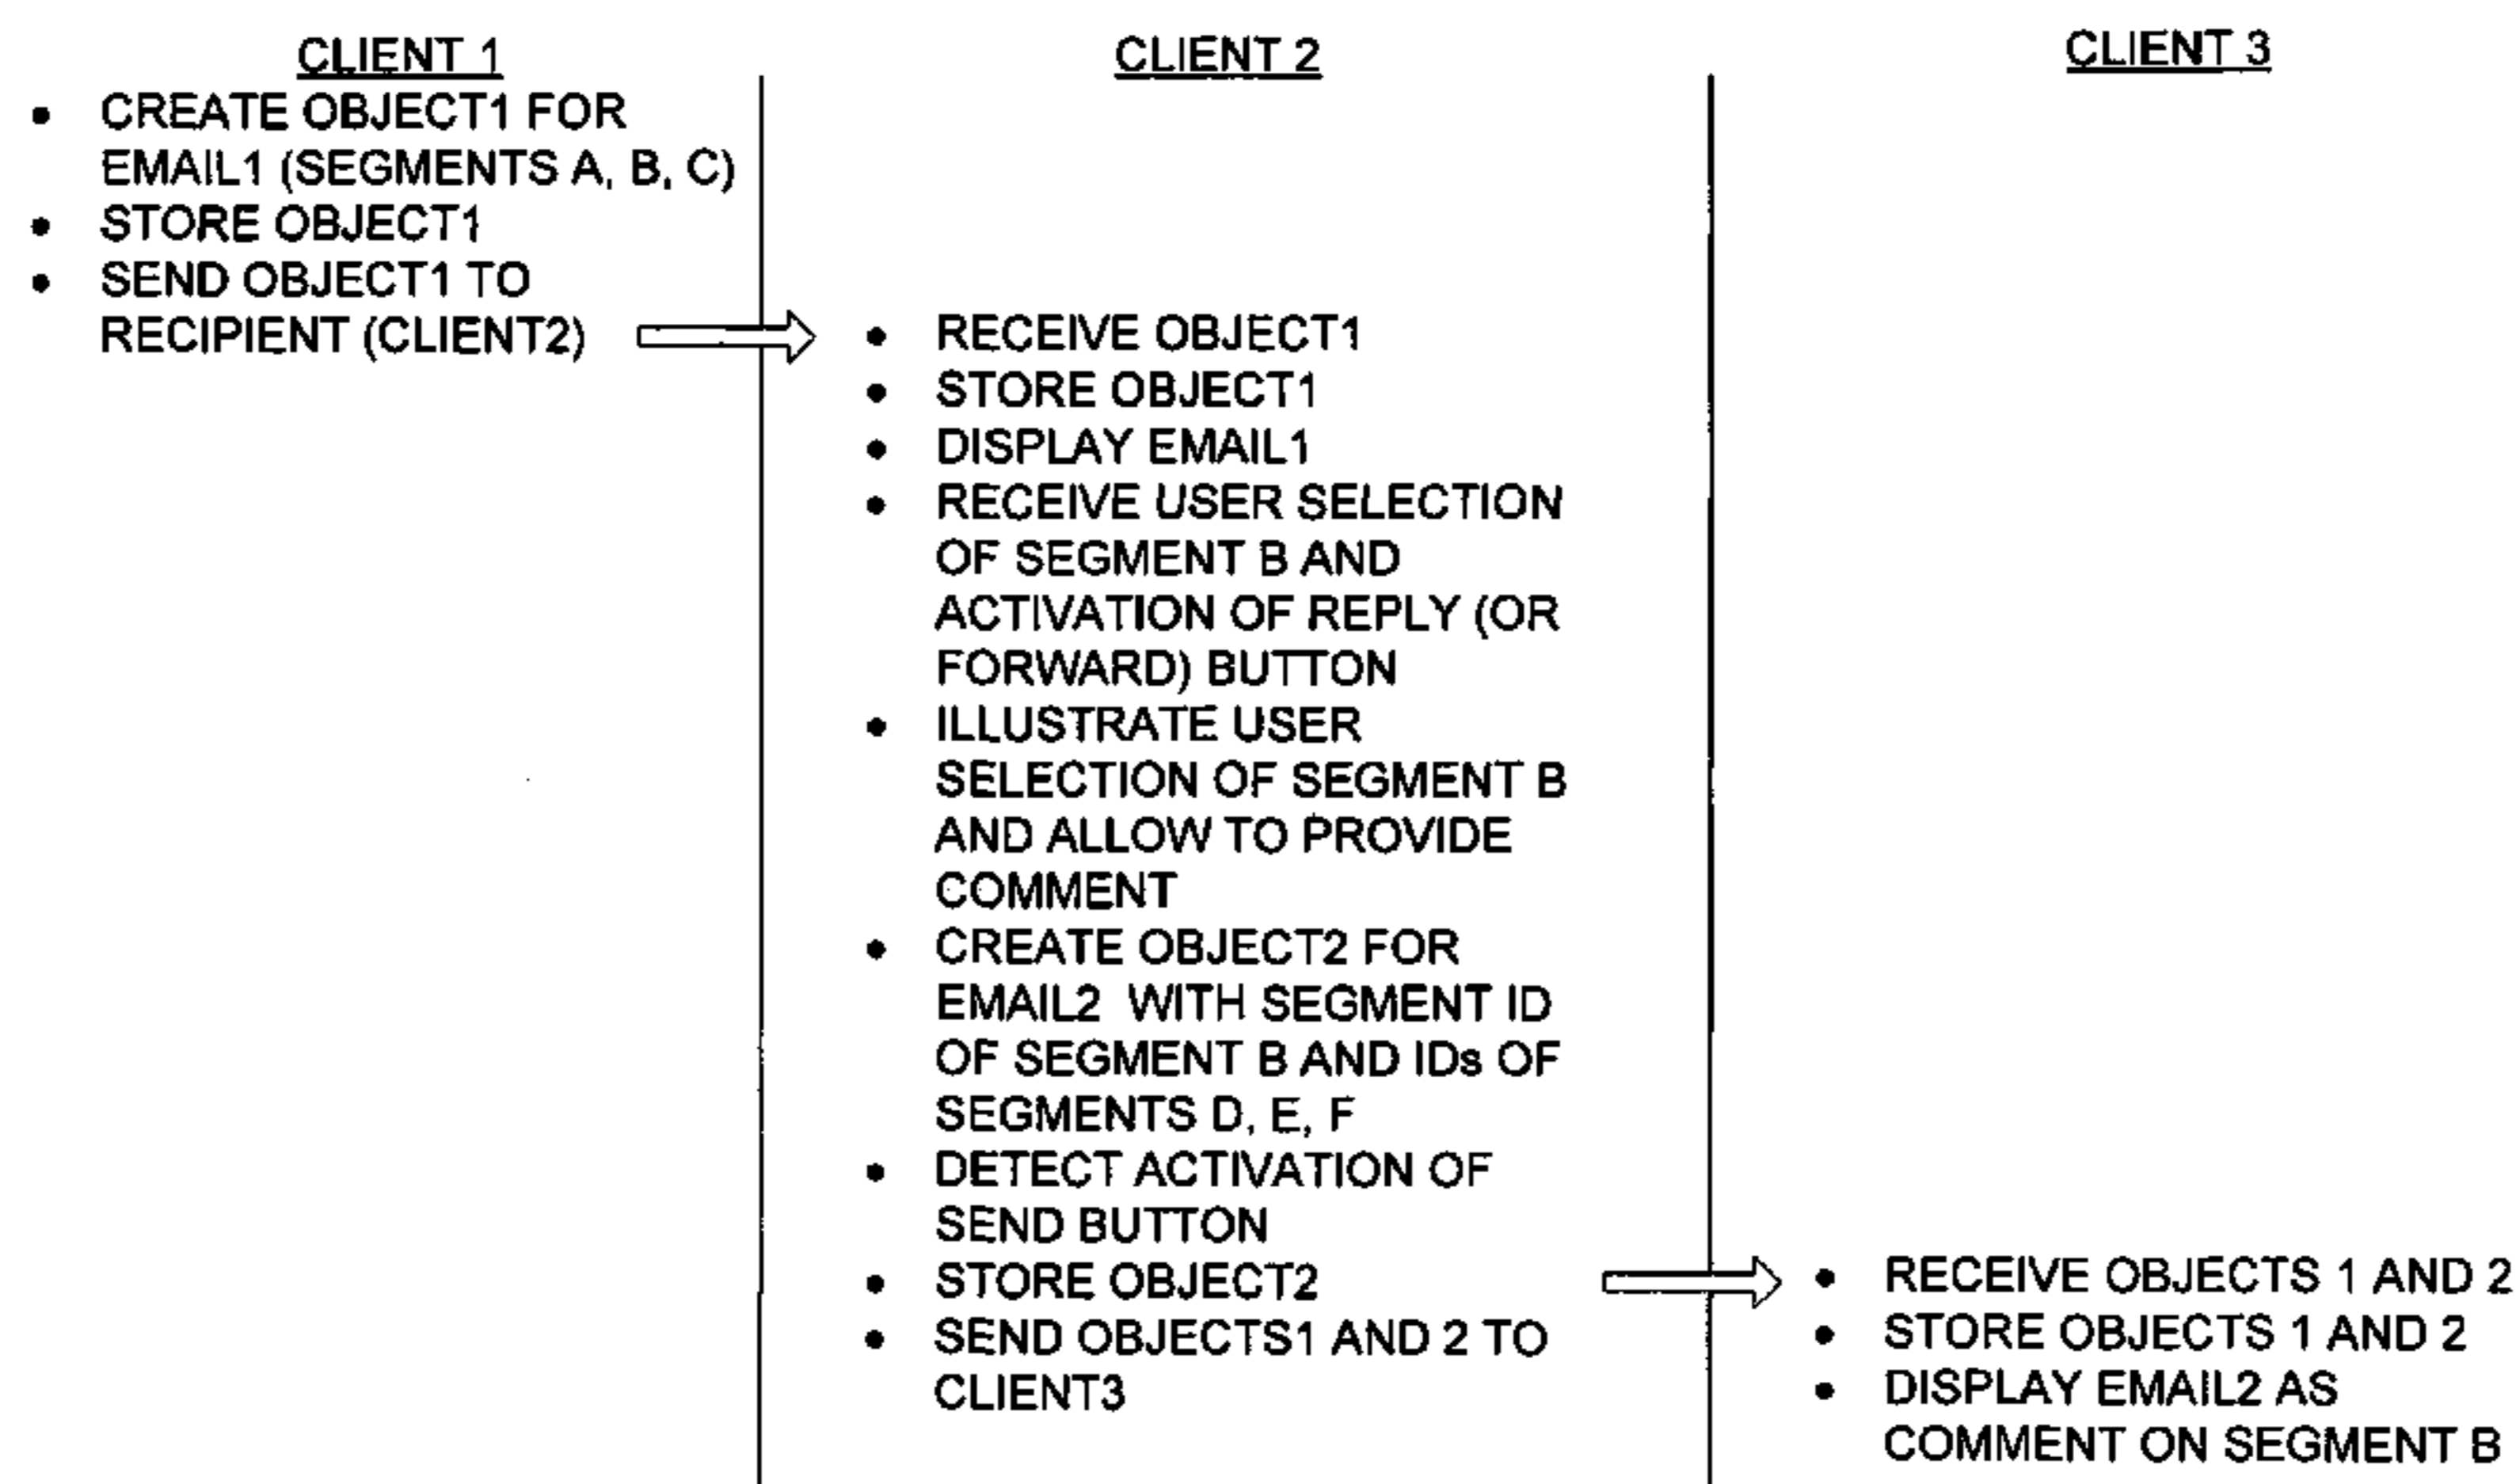 CLIENT 1
• CREATE OBJECT1 FOR
EMAIL1 (SEGMENTS A, B, C)
• STORE OBJECT1
• SEND OBJECT1 TO
RECIPIENT (CLIENT2)
CLIENT 2
• RECEIVE OBJECT1
• STORE OBJECT1
• DISPLAY EMAIL1
• RECEIVE USER SELECTION
OF SEGMENT B AND
ACTIVATION OF REPLY (OR
FORWARD) BUTTON
• ILLUSTRATE USER
SELECTION OF SEGMENT B
AND ALLOW TO PROVIDE
COMMENT
• CREATE OBJECT2 FOR
EMAIL2 WITH SEGMENT ID
OF SEGMENT B AND IDs OF
SEGMENTS D, E, F
• DETECT ACTIVATION OF
SEND BUTTON
• STORE OBJECT2
• SEND OBJECTS1 AND 2 TO
CLIENT3
CLIENT 3
• RECEIVE OBJECTS 1 AND 2
• STORE OBJECTS 1 AND 2
• DISPLAY EMAIL2 AS
COMMENT ON SEGMENT B